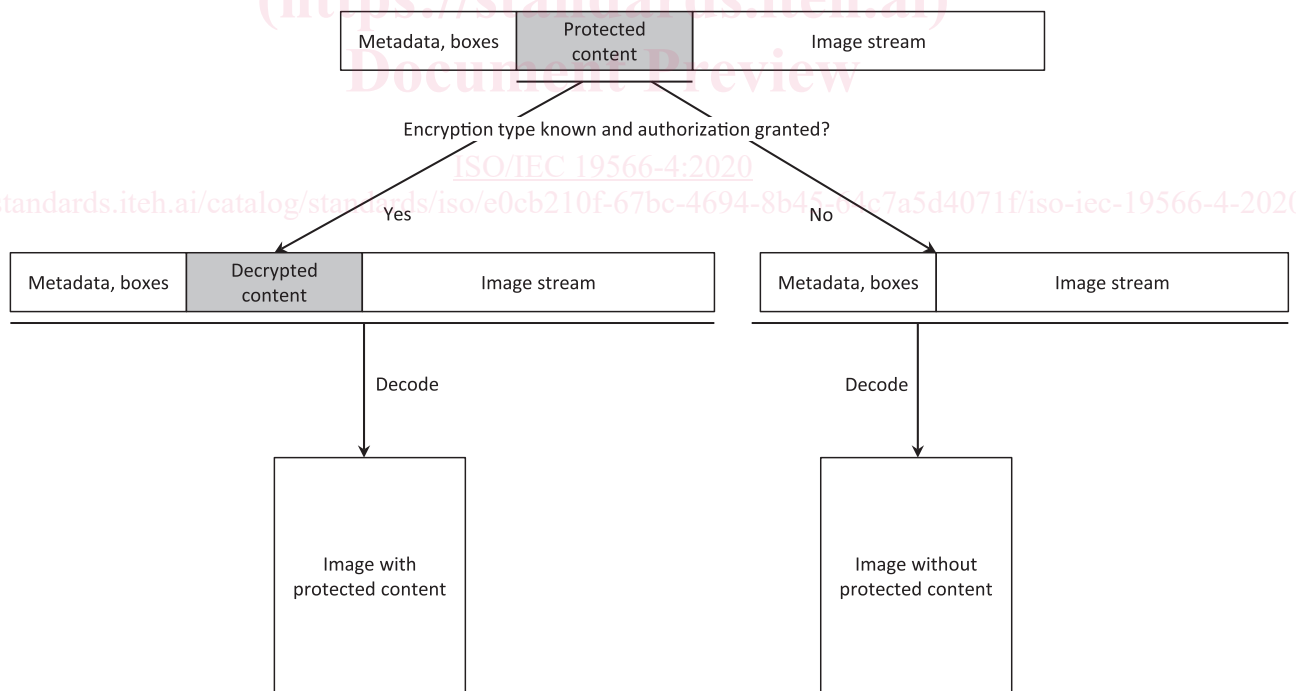 (https://standards.iteh.ai)
Metadata, boxes
Protected
content
Image stream
Document Preview
Encryption type known and authorization granted?
ISO/IEC 19566-4:2020
standards.iteh.ai/catalog/standards/iso/e0cb210f-67bc-4694-8b45-64c7a5d4071f/iso-iec-19566-4-2020
Yes
No
Metadata, boxes
Decrypted
content
Image stream
Metadata, boxes
Image stream
Decode
Decode
Image with
protected content
Image without
protected content